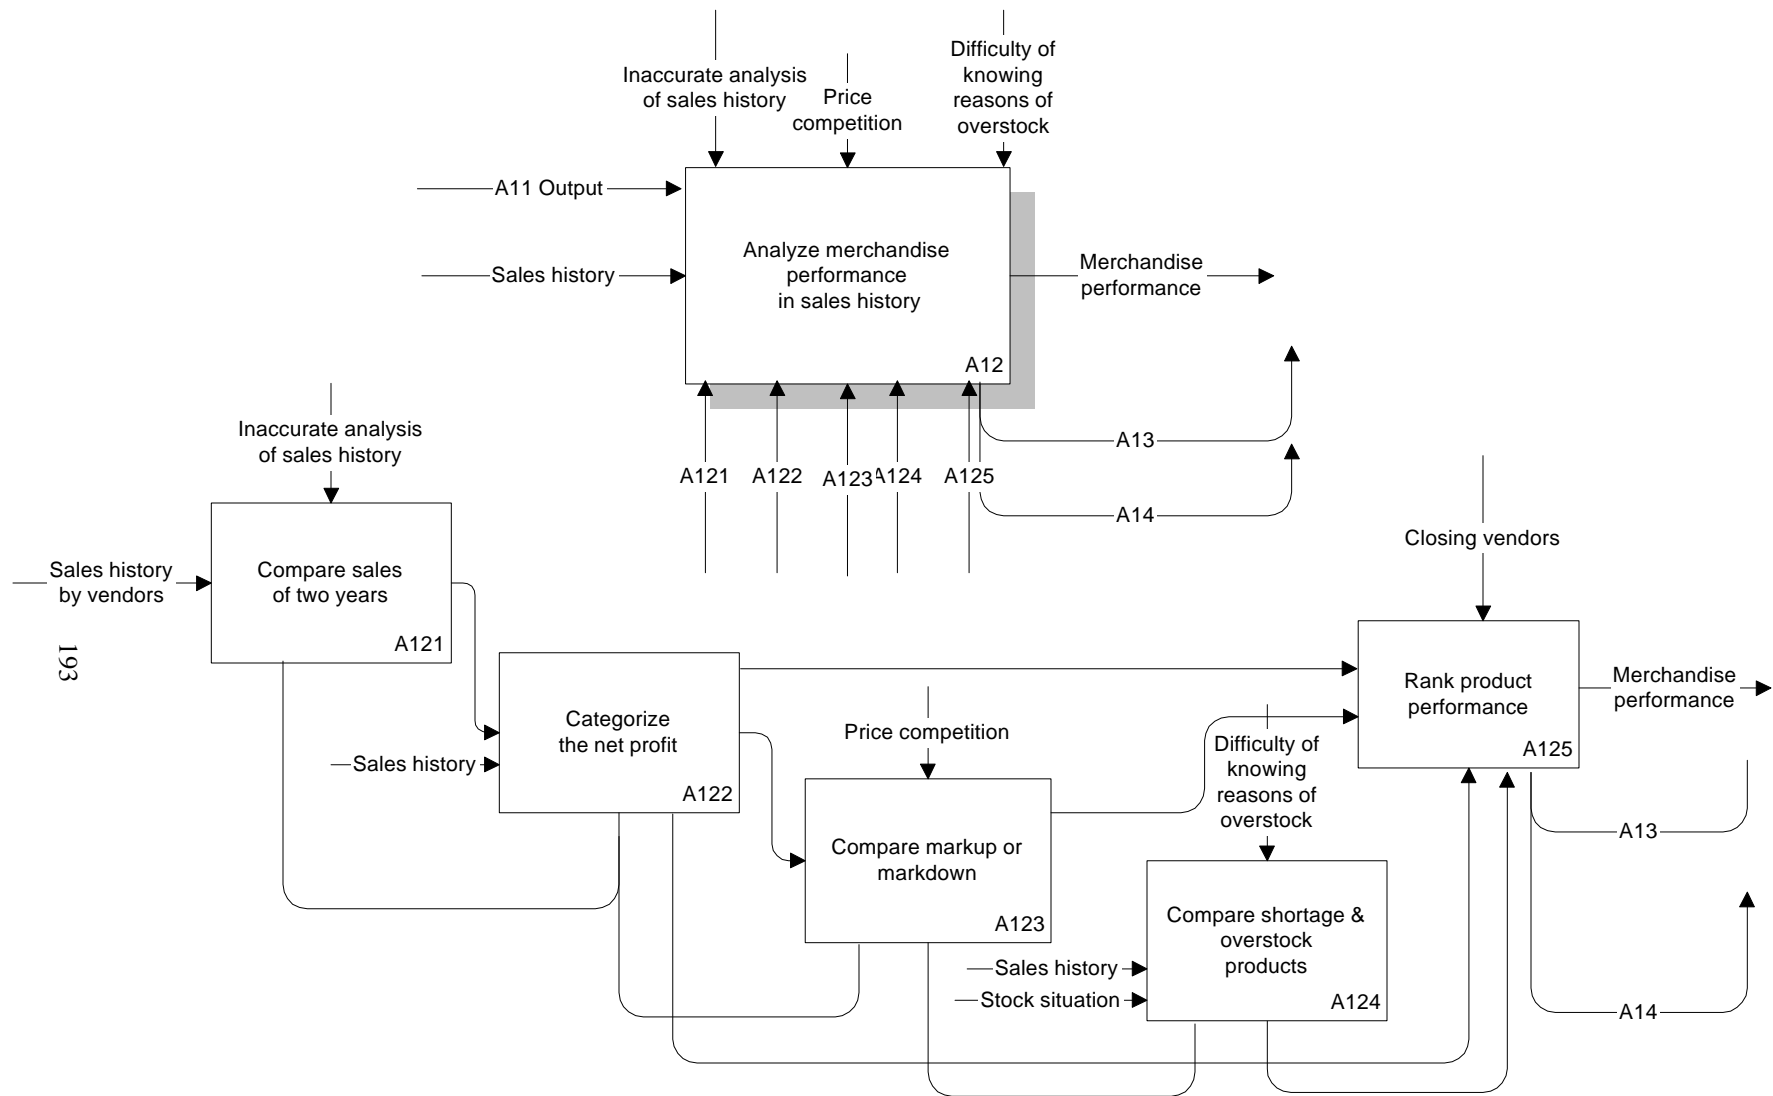 Inaccurate analysis
of sales history
Price
competition
Difficulty of
knowing
reasons of
overstock
A11 Output
Sales history
Analyze merchandise
performance
in sales history
A12
Merchandise
performance
A13
A14
A121
A122
A123
A124
A125
Inaccurate analysis
of sales history
Sales history
by vendors
Compare sales
of two years
A121
193
Sales history
Categorize
the net profit
A122
Price competition
Compare markup or
markdown
A123
Difficulty of
knowing
reasons of
overstock
Sales history
Stock situation
Compare shortage &
overstock
products
A124
Closing vendors
Rank product
performance
A125
Merchandise
performance
A13
A14